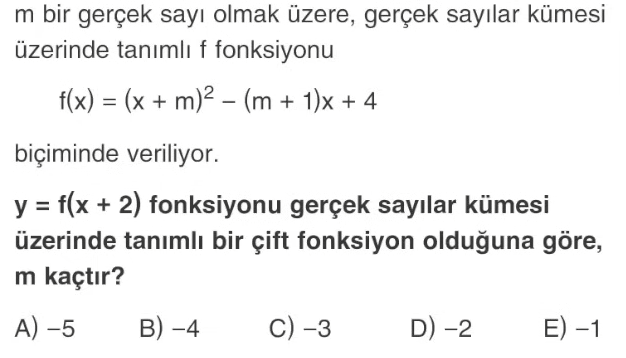 m bir gerçek sayı olmak üzere, gerçek sayılar kümesi
üzerinde tanımlı f fonksiyonu
f(x) = (x + m)² – (m + 1)x + 4
biçiminde veriliyor.
y = f(x + 2) fonksiyonu gerçek sayılar kümesi
üzerinde tanımlı bir çift fonksiyon olduğuna göre,
m kaçtır?
A) –5 B) –4 C) –3 D) –2 E) –1